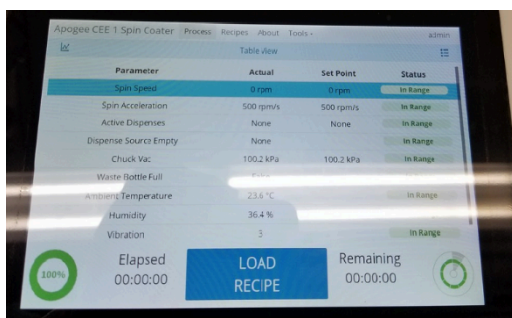 Apogee CEE 1 Spin Coater Process Recipes About Tools admin
Table view
Parameter Actual Set Point Status
Spin Speed 0 rpm 0 rpm In Range
Spin Acceleration 500 rpm/s 500 rpm/s In Range
Active Dispenses None None In Range
Dispense Source Empty None In Range
Chuck Vac 100.2 kPa 100.2 kPa In Range
Waste Bottle Full
Ambient Temperature 23.6 °C In Range
Humidity 36.4 %
Vibration 3 In Range
100% Elapsed LOAD Remaining
00:00:00 RECIPE 00:00:00